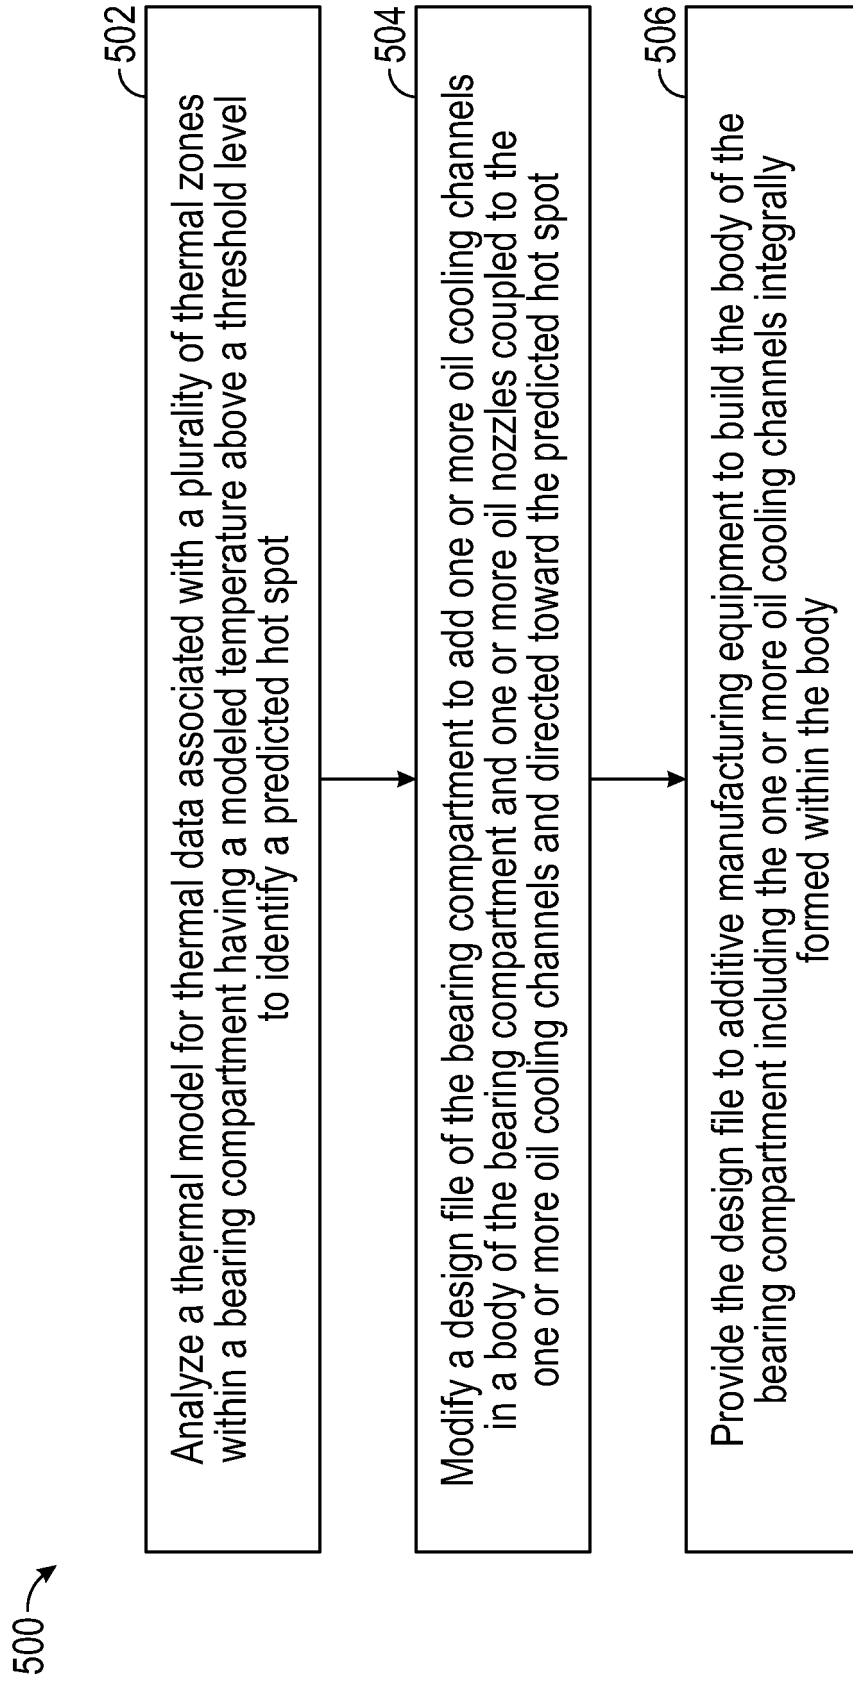 500
502
Analyze a thermal model for thermal data associated with a plurality of thermal zones
within a bearing compartment having a modeled temperature above a threshold level
to identify a predicted hot spot
504
Modify a design file of the bearing compartment to add one or more oil cooling channels
in a body of the bearing compartment and one or more oil nozzles coupled to the
one or more oil cooling channels and directed toward the predicted hot spot
506
Provide the design file to additive manufacturing equipment to build the body of the
bearing compartment including the one or more oil cooling channels integrally
formed within the body